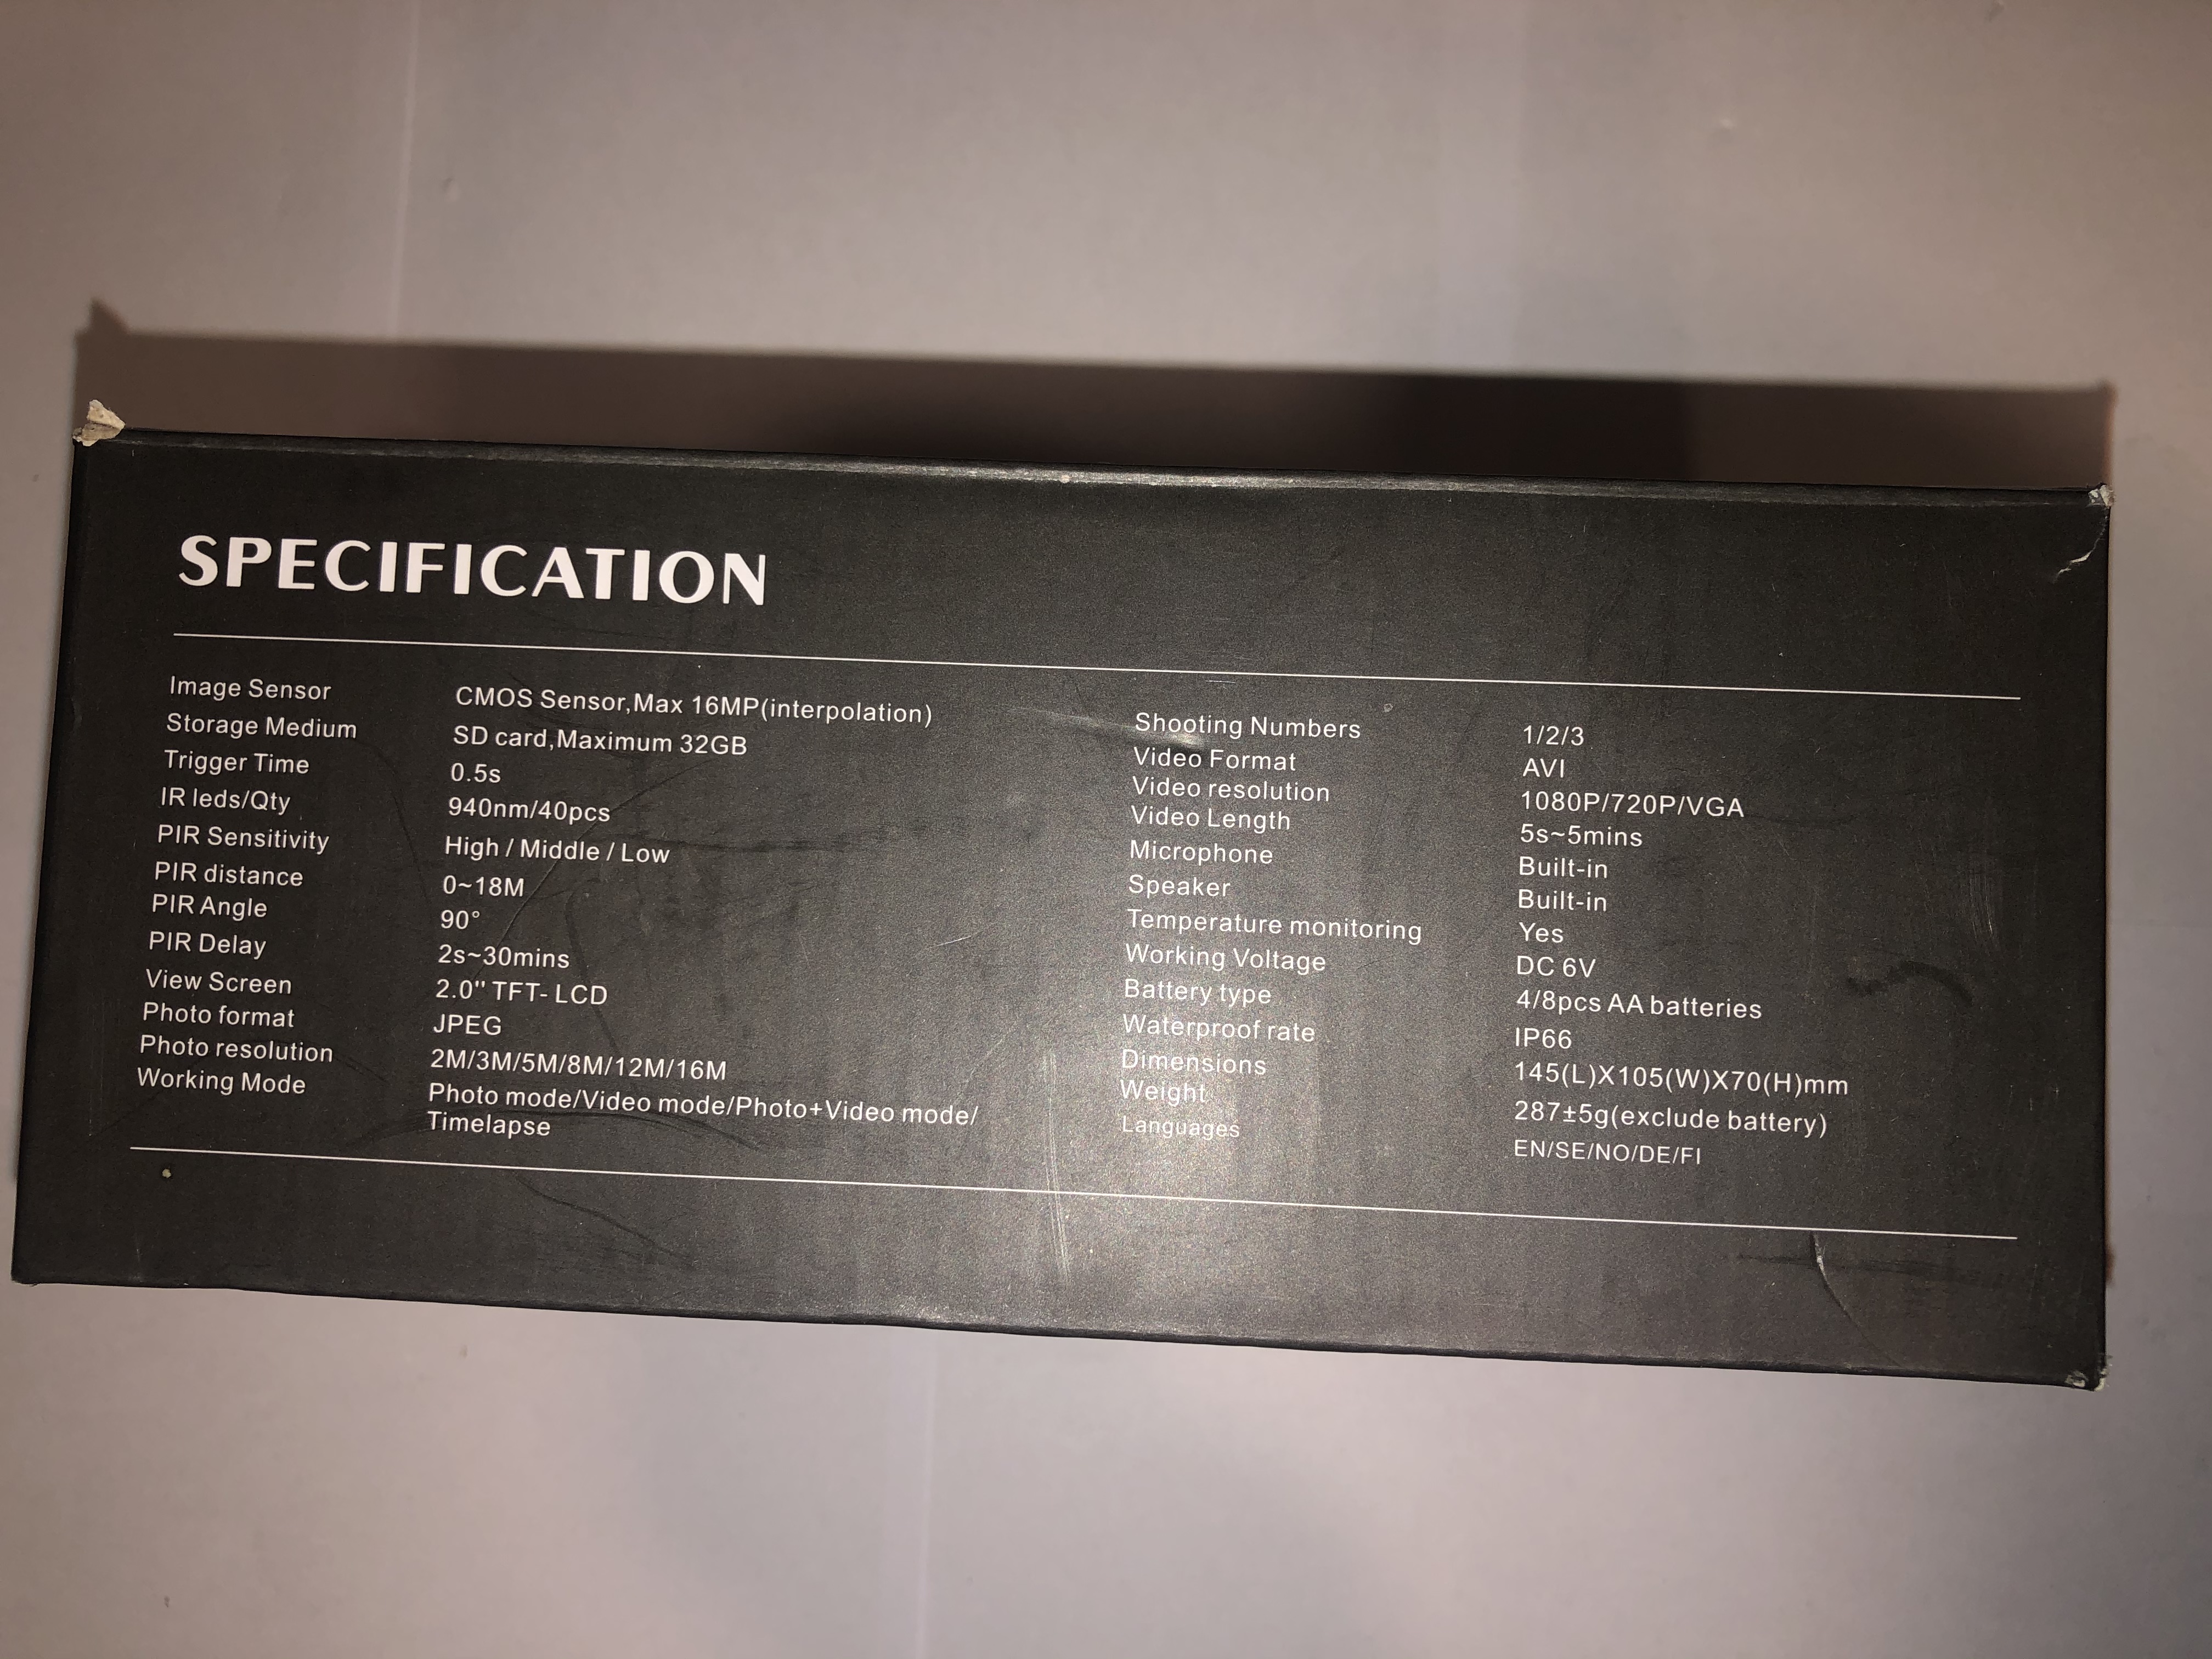 SPECIFICATION
Image Sensor CMOS Sensor,Max 16MP(interpolation)
Storage Medium SD card,Maximum 32GB
Trigger Time 0.5s
IR leds/Qty 940nm/40pcs
PIR Sensitivity High / Middle / Low
PIR distance 0~18M
PIR Angle 90°
PIR Delay 2s~30mins
View Screen 2.0" TFT- LCD
Photo format JPEG
Photo resolution 2M/3M/5M/8M/12M/16M
Working Mode Photo mode/Video mode/Photo+Video mode/
Timelapse
Shooting Numbers 1/2/3
Video Format AVI
Video resolution 1080P/720P/VGA
Video Length 5s~5mins
Microphone Built-in
Speaker Built-in
Temperature monitoring Yes
Working Voltage DC 6V
Battery type 4/8pcs AA batteries
Waterproof rate IP66
Dimensions 145(L)X105(W)X70(H)mm
Weight 287±5g(exclude battery)
Languages EN/SE/NO/DE/FI